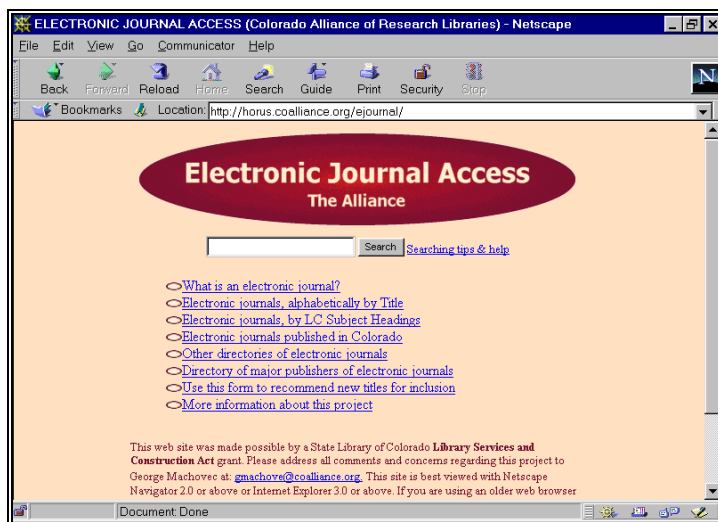 ELECTRONIC JOURNAL ACCESS (Colorado Alliance of Research Libraries) - Netscape
File Edit View Go Communicator Help
Back Forward Reload Home Search Guide Print Security Stop
N
Bookmarks Location: http://horus.coalliance.org/ejournal/
Electronic Journal Access
The Alliance
Search Searching tips & help
What is an electronic journal?
Electronic journals, alphabetically by Title
Electronic journals, by LC Subject Headings
Electronic journals published in Colorado
Other directories of electronic journals
Directory of major publishers of electronic journals
Use this form to recommend new titles for inclusion
More information about this project
This web site was made possible by a State Library of Colorado Library Services and
Construction Act grant. Please address all comments and concerns regarding this project to
George Machovec at: gmachove@coalliance.org. This site is best viewed with Netscape
Navigator 2.0 or above or Internet Explorer 3.0 or above. If you are using an older web browser
Document: Done